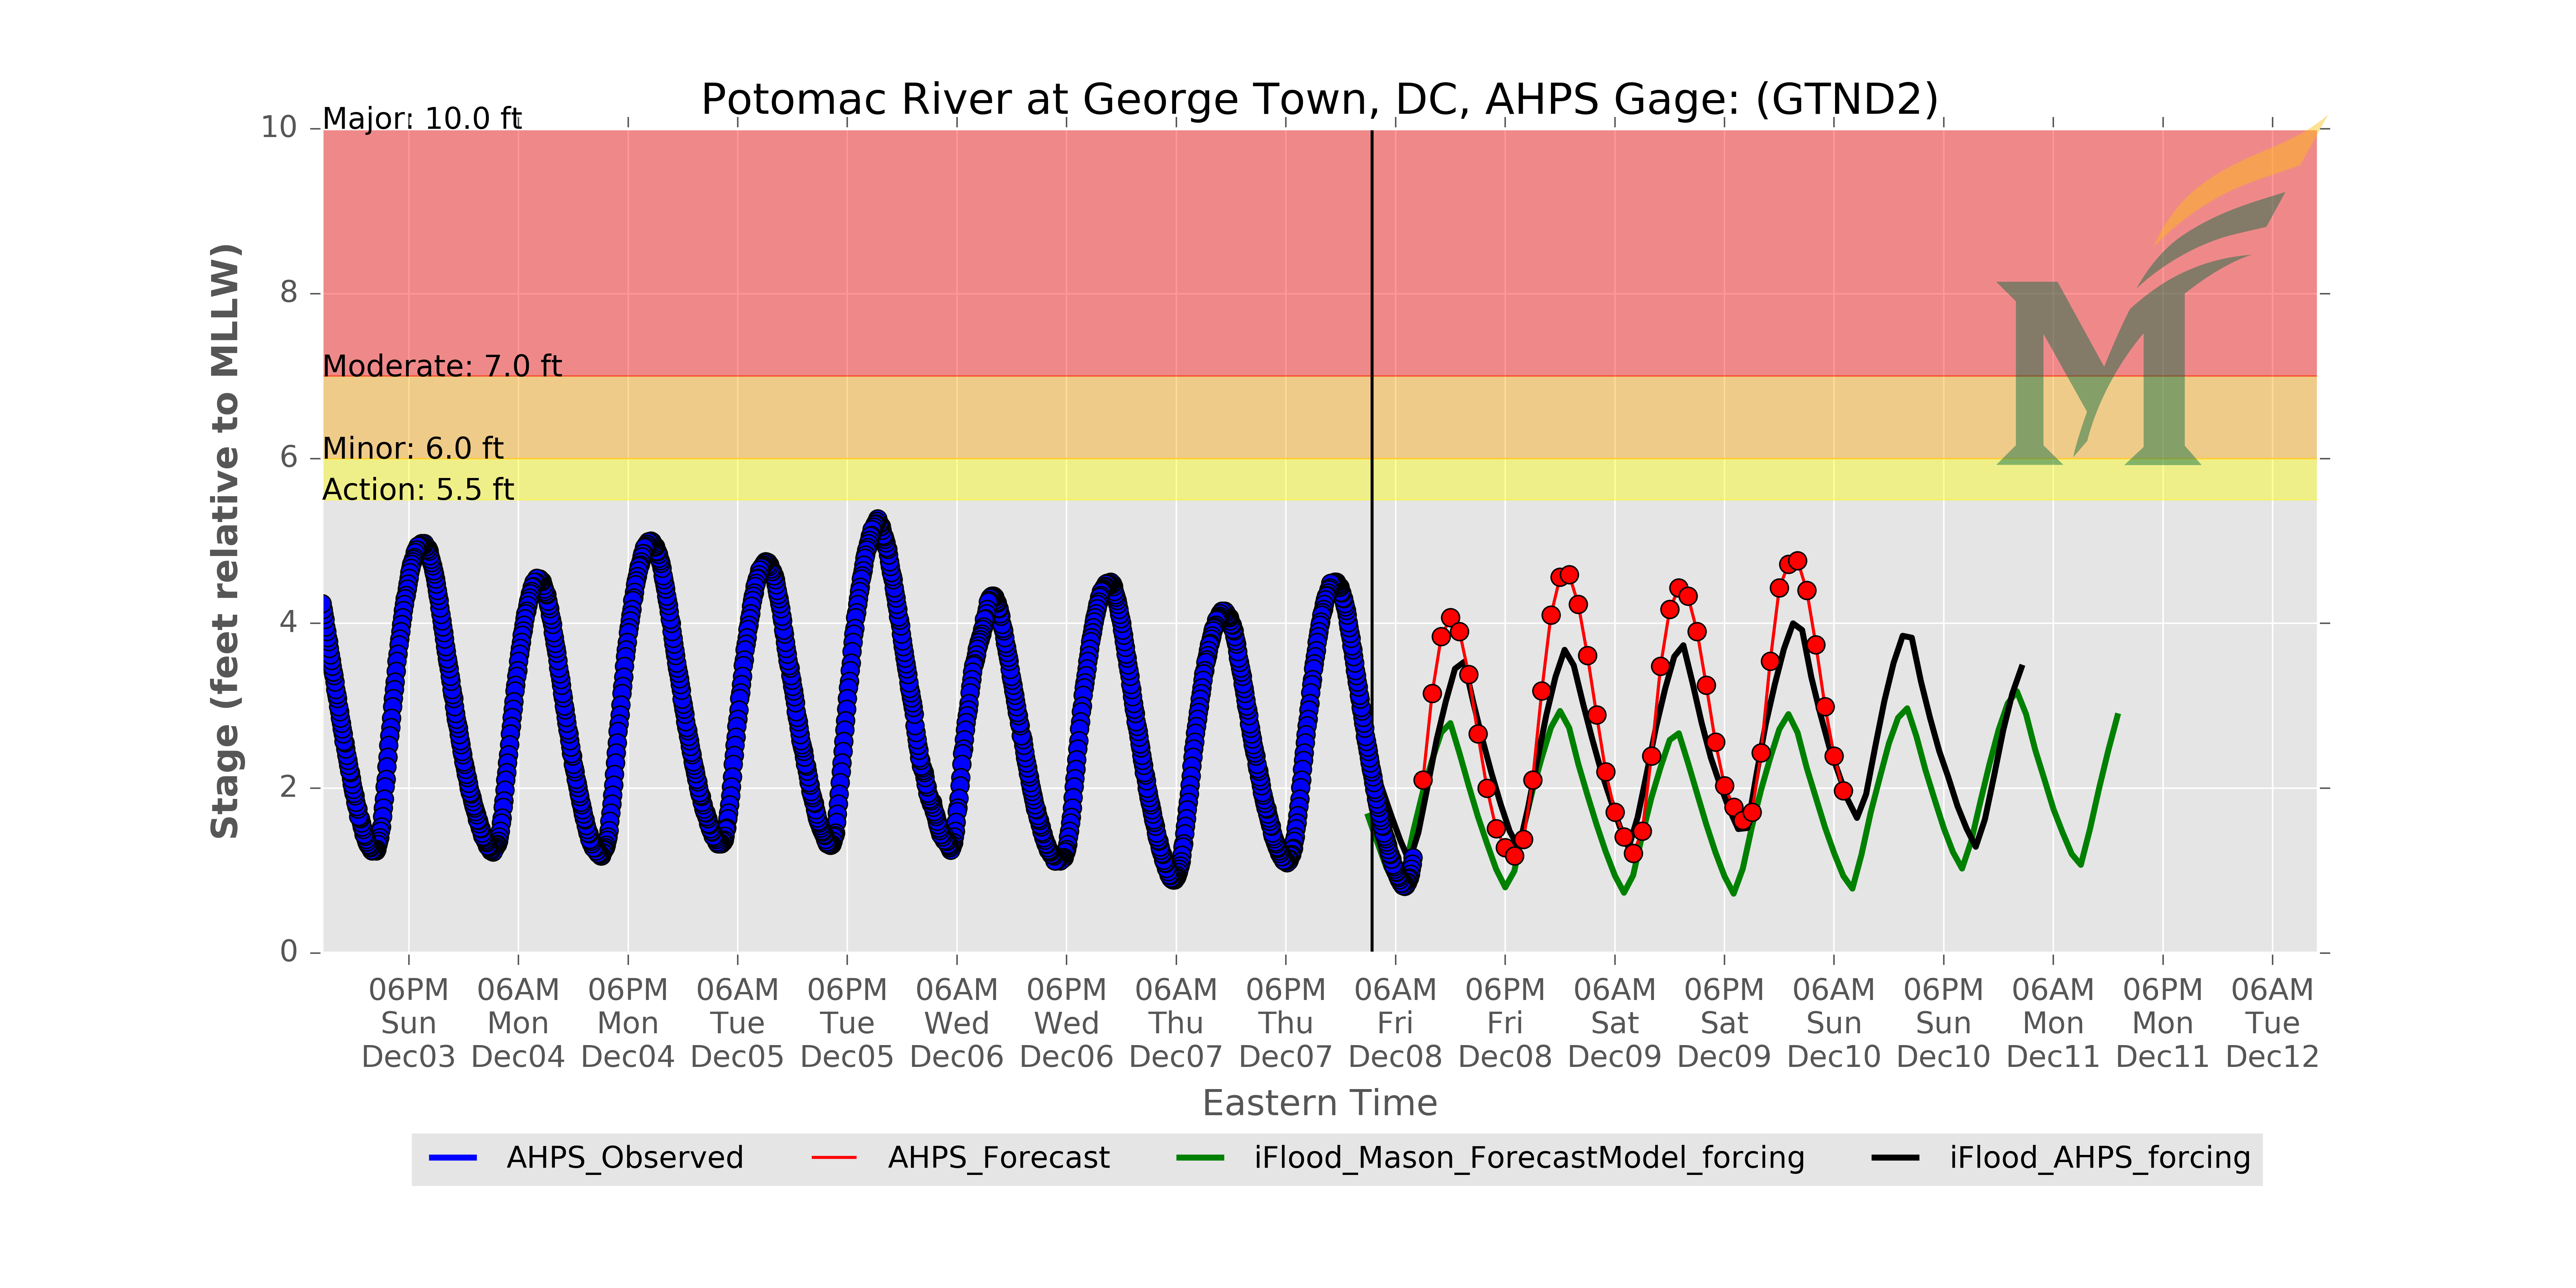 Potomac River at George Town, DC, AHPS Gage: (GTND2)
Major: 10.0 ft
Moderate: 7.0 ft
Minor: 6.0 ft
Action: 5.5 ft
10
8
6
4
2
0
Stage (feet relative to MLLW)
06PM 06AM 06PM 06AM 06PM 06AM 06PM 06AM 06PM 06AM 06PM 06AM 06PM 06AM 06PM 06AM 06PM 06AM
Sun Mon Mon Tue Tue Wed Wed Thu Thu Fri Fri Sat Sat Sun Sun Mon Mon Tue
Dec03 Dec04 Dec04 Dec05 Dec05 Dec06 Dec06 Dec07 Dec07 Dec08 Dec08 Dec09 Dec09 Dec10 Dec10 Dec11 Dec11 Dec12
Eastern Time
AHPS_Observed AHPS_Forecast iFlood_Mason_ForecastModel_forcing iFlood_AHPS_forcing
M